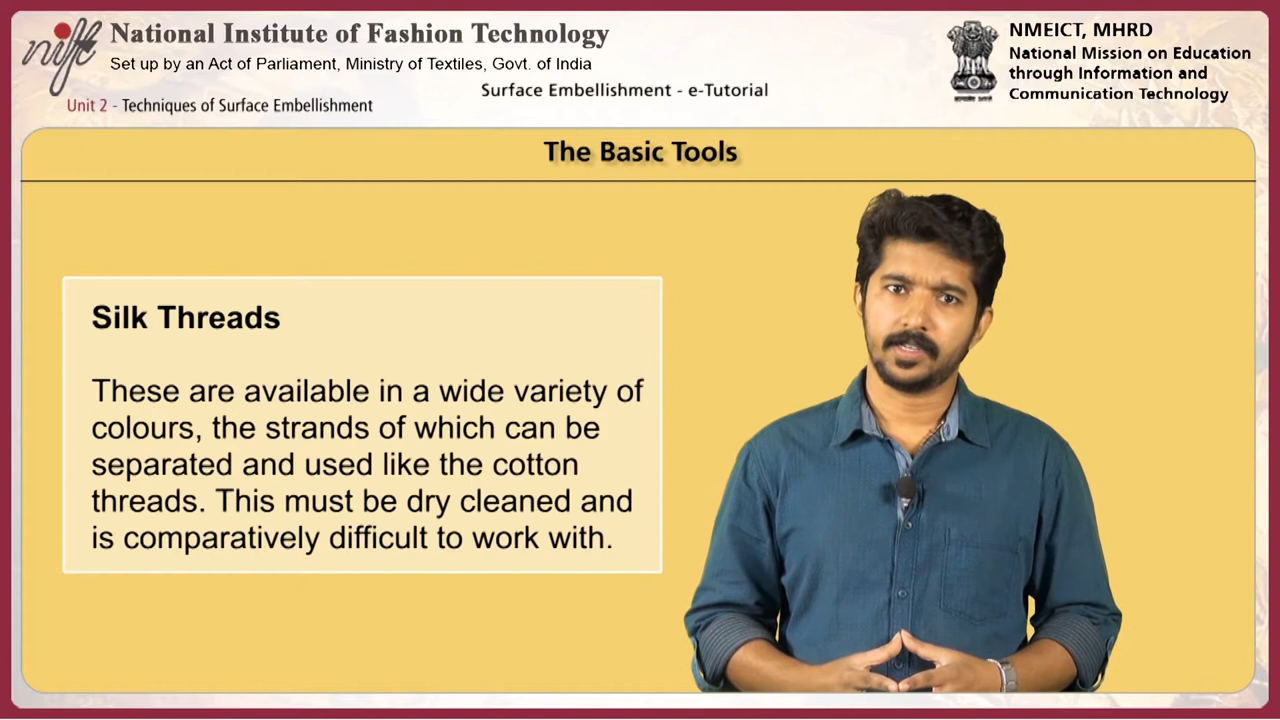 nift
National Institute of Fashion Technology
Set up by an Act of Parliament, Ministry of Textiles, Govt. of India
Unit 2 - Techniques of Surface Embellishment
Surface Embellishment - e-Tutorial
NMEICT, MHRD
National Mission on Education
through Information and
Communication Technology
The Basic Tools
Silk Threads
These are available in a wide variety of
colours, the strands of which can be
separated and used like the cotton
threads. This must be dry cleaned and
is comparatively difficult to work with.